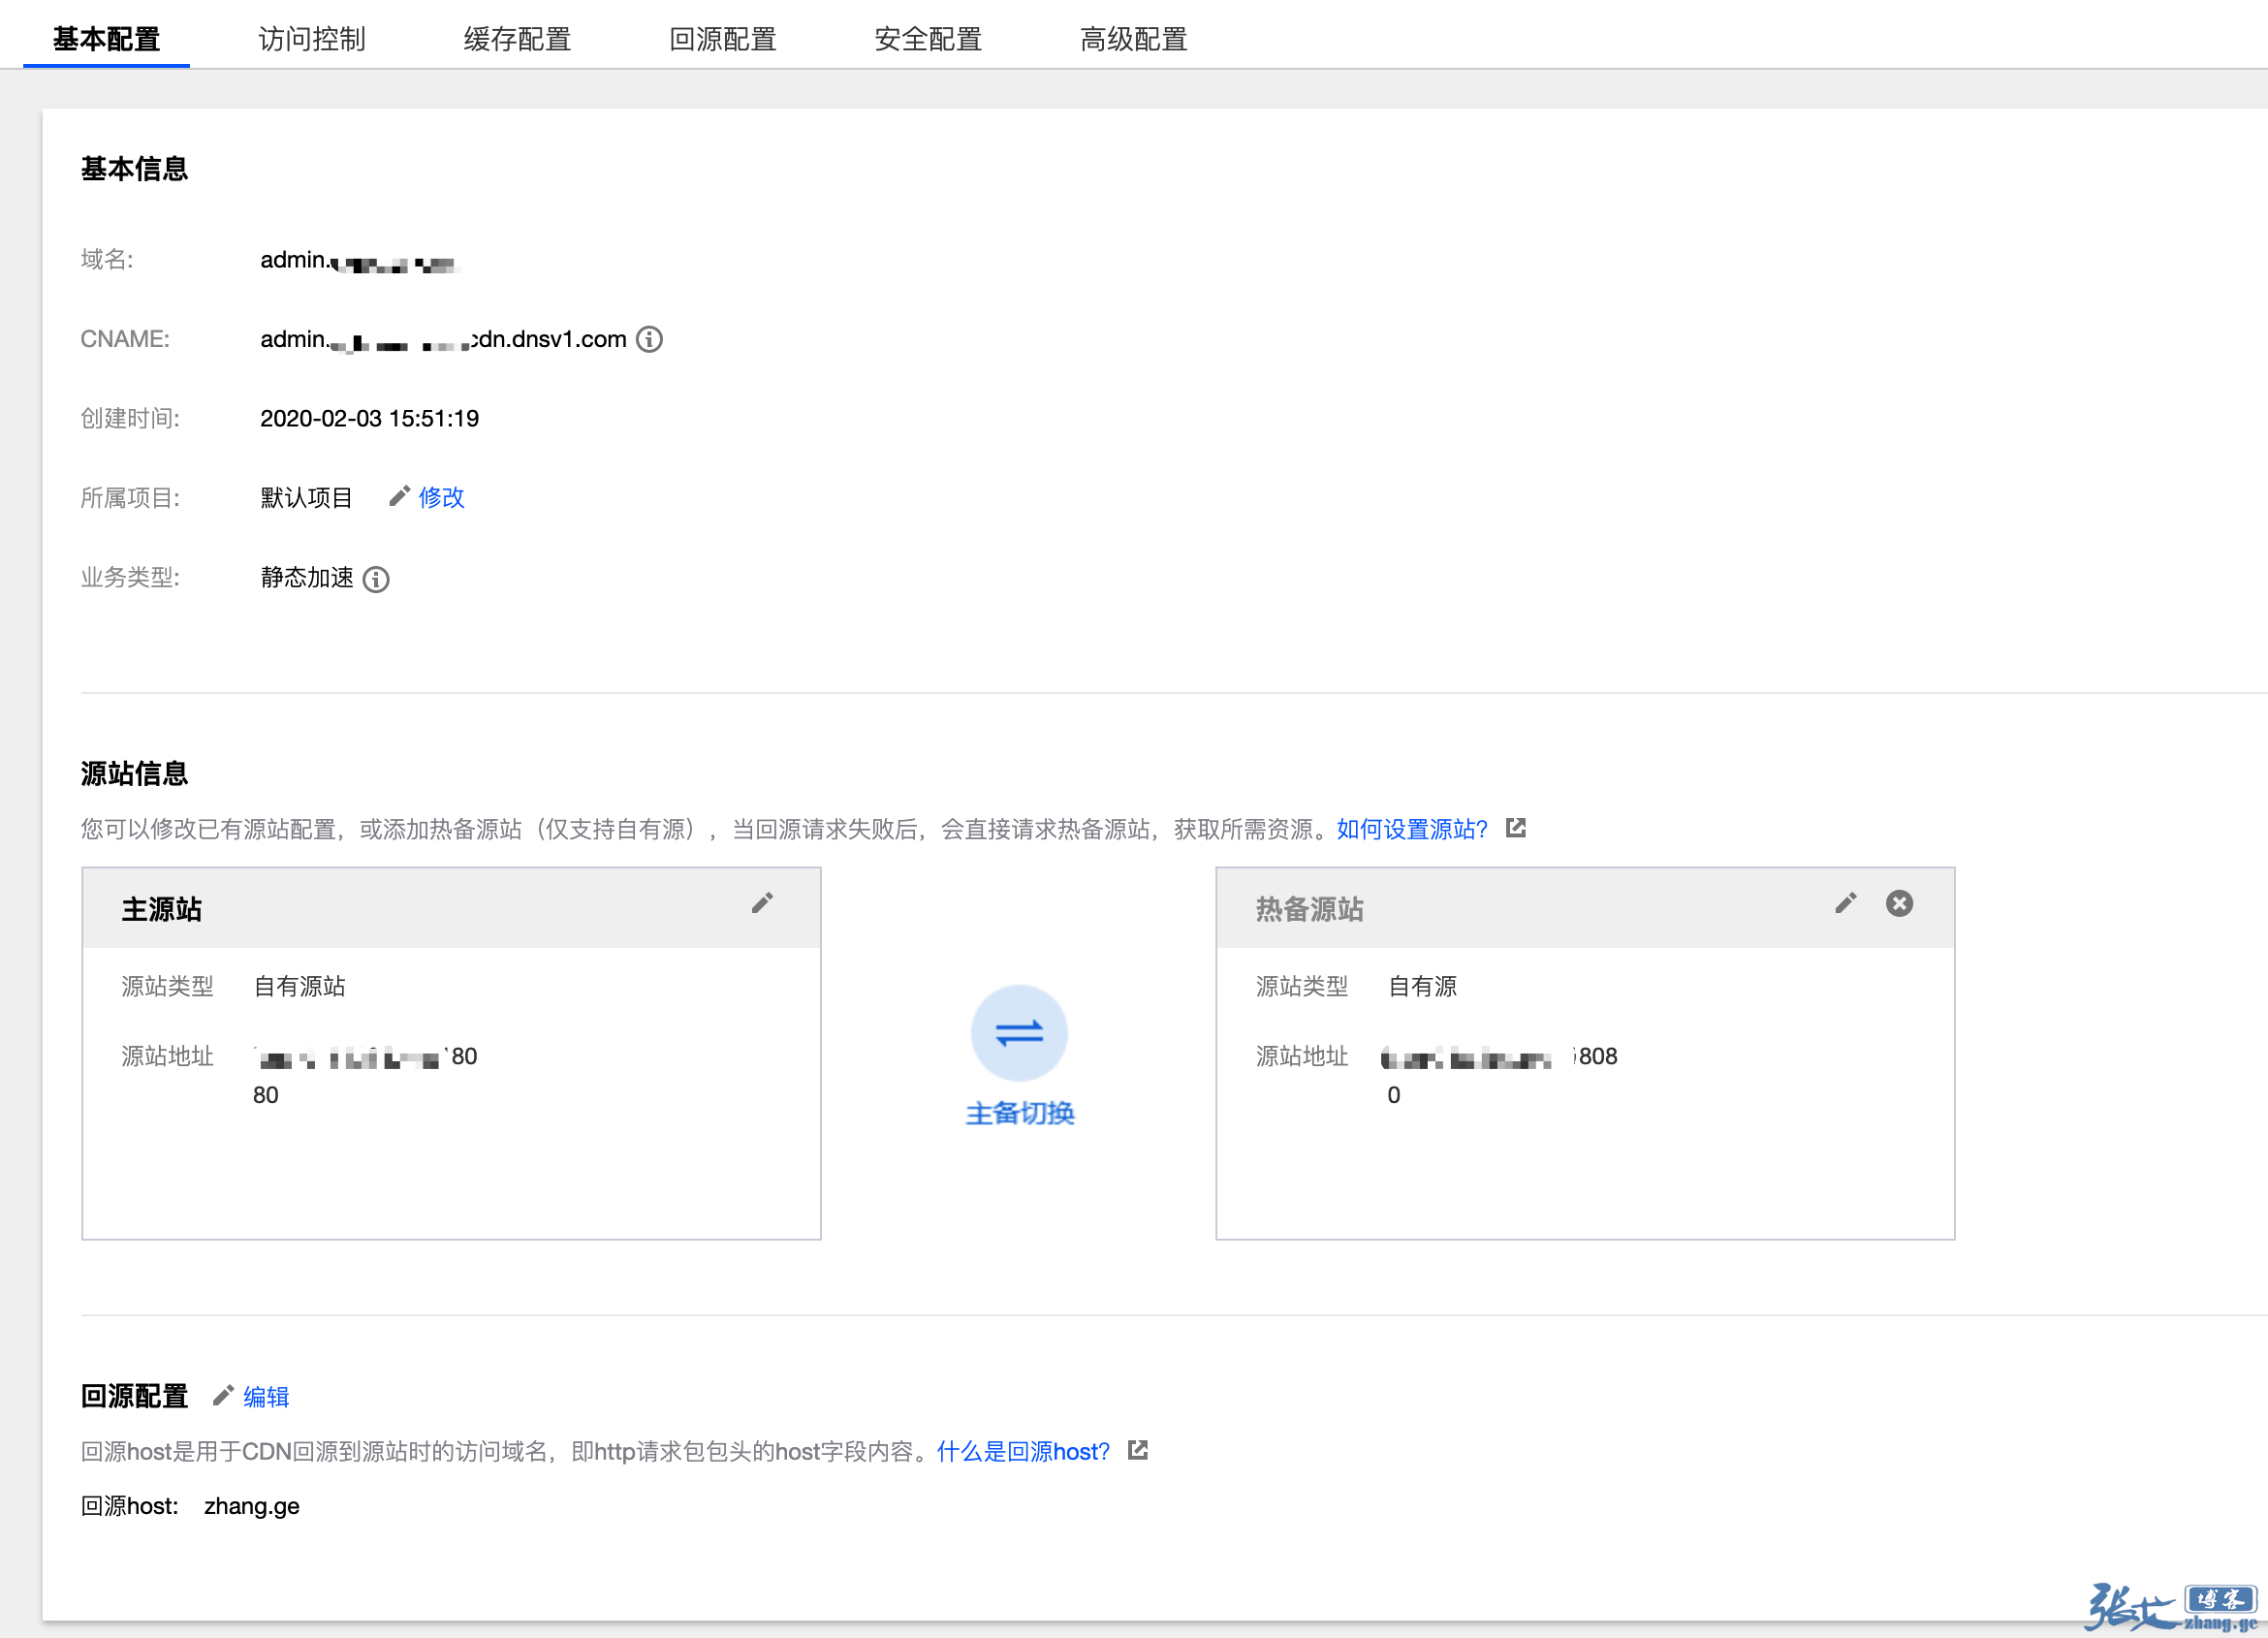 基本配置 访问控制 缓存配置 回源配置 安全配置 高级配置
基本信息
域名: admin.
CNAME: admin. cdn.dnsv1.com
创建时间: 2020-02-03 15:51:19
所属项目: 默认项目 修改
业务类型: 静态加速
源站信息
您可以修改已有源站配置，或添加热备源站（仅支持自有源），当回源请求失败后，会直接请求热备源站，获取所需资源。如何设置源站?
主源站
源站类型 自有源站
源站地址 80
80
主备切换
热备源站
源站类型 自有源
源站地址 808
0
回源配置 编辑
回源host是用于CDN回源到源站时的访问域名，即http请求包包头的host字段内容。什么是回源host?
回源host: zhang.ge
张戈博客
zhang.ge